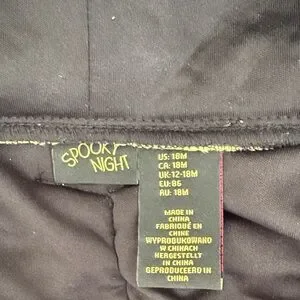 SPOOKY
NIGHT
US: 18M
CA: 18M
UK: 12-18M
EU: 86
AU: 18M
MADE IN
CHINA
FABRIQUÉ EN
CHINE
WYPRODUKOWANO
W CHINACH
HERGESTELLT
IN CHINA
GEPRODUCEERD IN
CHINA